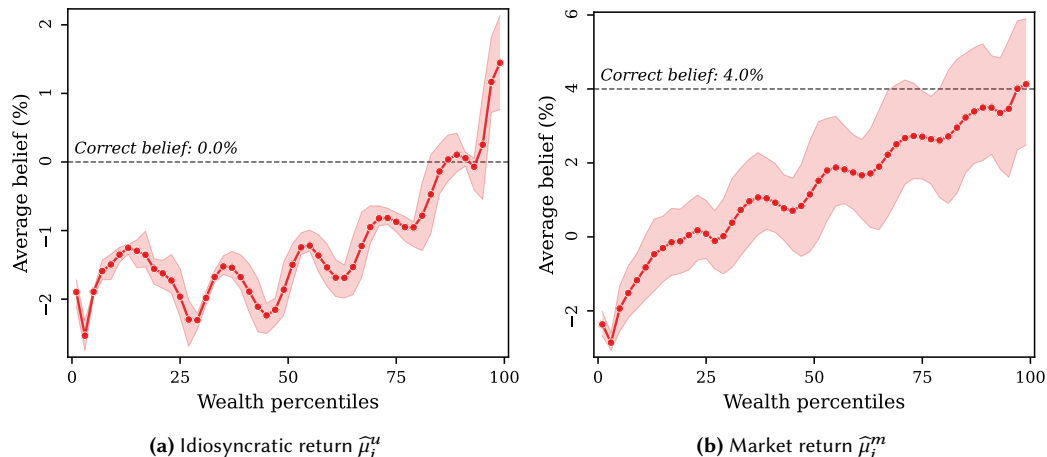 2
1
0
−1
−2
Average belief (%)
Correct belief: 0.0%
0
25
50
75
100
Wealth percentiles
(a) Idiosyncratic return μ̂ᵢᵘ
6
4
2
0
−2
Average belief (%)
Correct belief: 4.0%
0
25
50
75
100
Wealth percentiles
(b) Market return μ̂ᵢᵐ